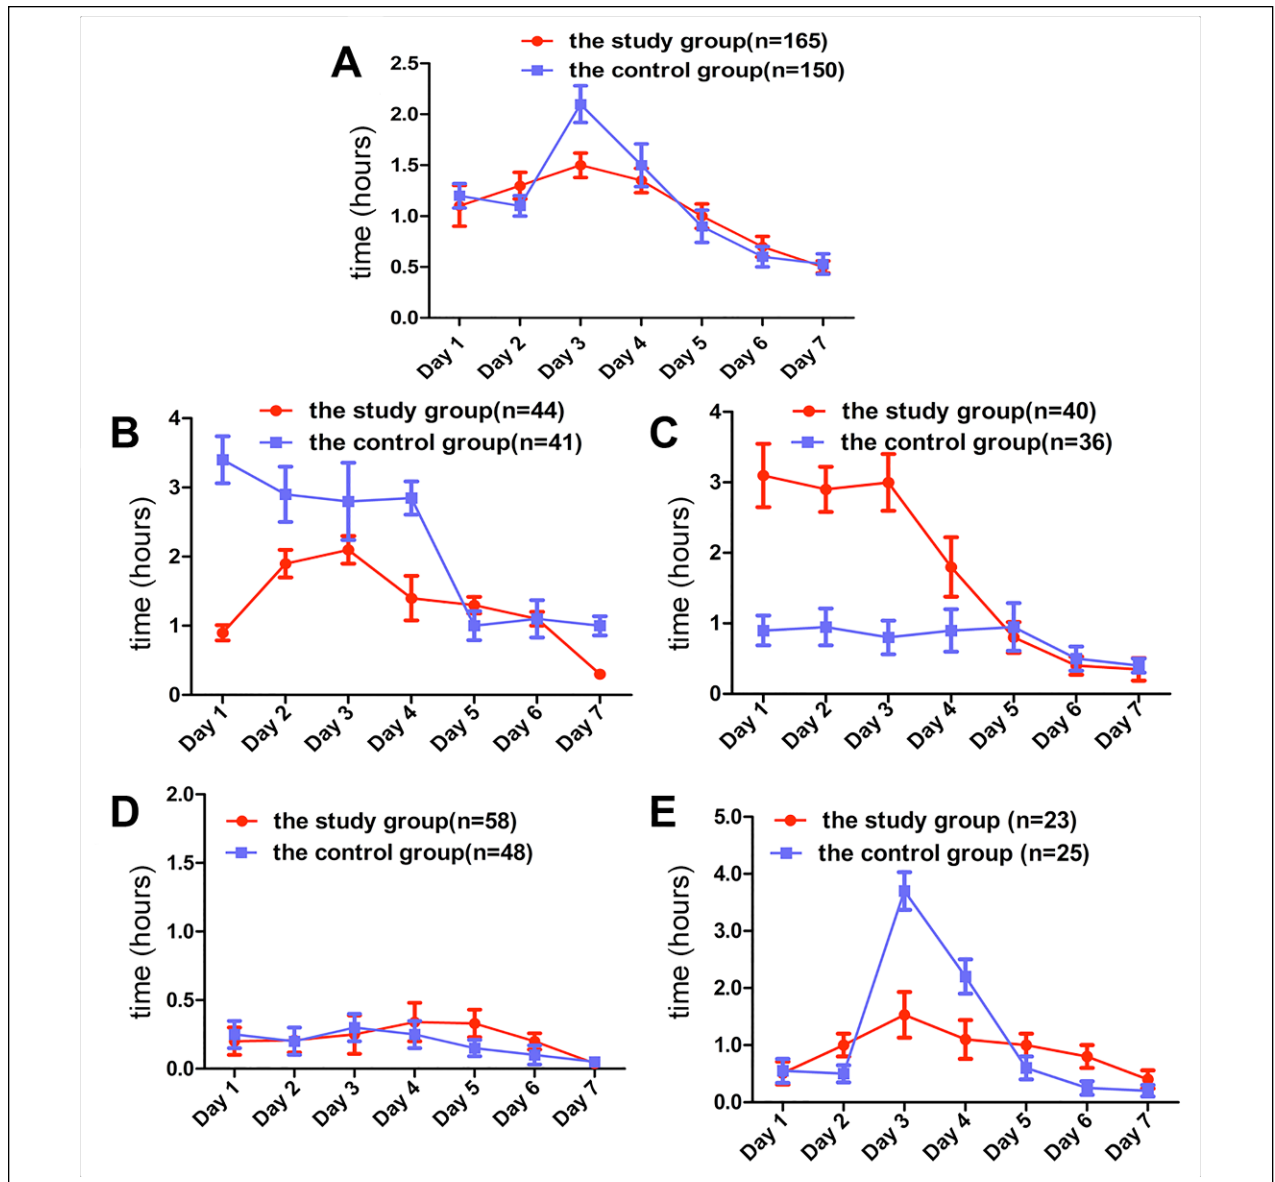 A
the study group(n=165)
the control group(n=150)
2.5
2.0
1.5
1.0
0.5
0.0
time (hours)
Day 1
Day 2
Day 3
Day 4
Day 5
Day 6
Day 7
B
the study group(n=44)
the control group(n=41)
4
3
2
1
0
time (hours)
Day 1
Day 2
Day 3
Day 4
Day 5
Day 6
Day 7
C
the study group(n=40)
the control group(n=36)
4
3
2
1
0
time (hours)
Day 1
Day 2
Day 3
Day 4
Day 5
Day 6
Day 7
D
the study group(n=58)
the control group(n=48)
2.0
1.5
1.0
0.5
0.0
time (hours)
Day 1
Day 2
Day 3
Day 4
Day 5
Day 6
Day 7
E
the study group (n=23)
the control group (n=25)
5.0
4.0
3.0
2.0
1.0
0.0
time (hours)
Day 1
Day 2
Day 3
Day 4
Day 5
Day 6
Day 7